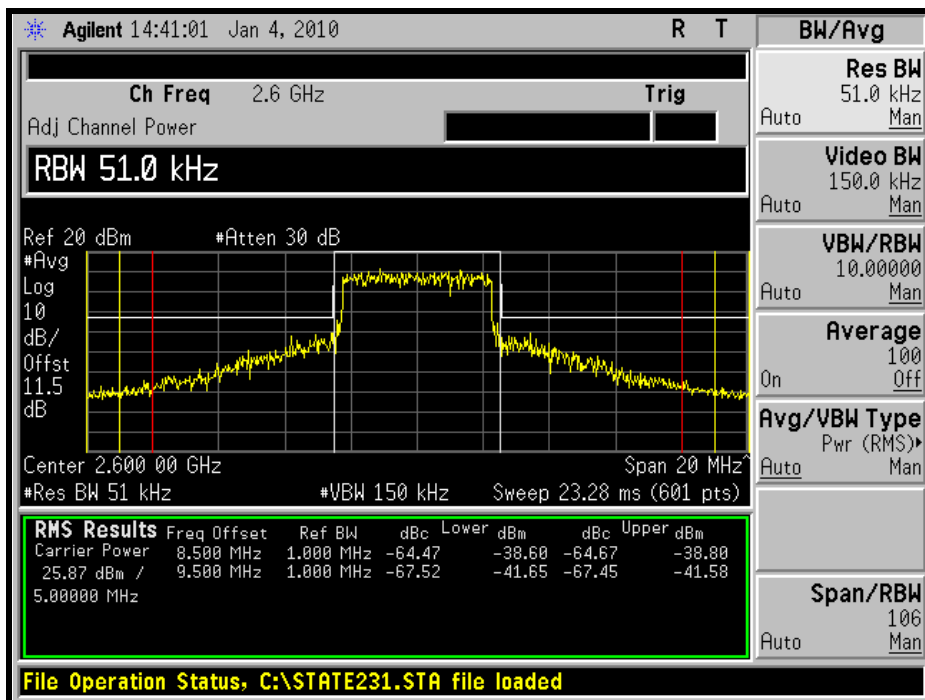 Agilent 14:41:01 Jan 4, 2010 R T
Ch Freq 2.6 GHz Trig
Adj Channel Power
RBW 51.0 kHz
Ref 20 dBm #Atten 30 dB
#Avg
Log
10
dB/
Offst
11.5
dB
Center 2.600 00 GHz Span 20 MHz^
#Res BW 51 kHz #VBW 150 kHz Sweep 23.28 ms (601 pts)
RMS Results Freq Offset Ref BW dBc Lower dBm dBc Upper dBm
Carrier Power 8.500 MHz 1.000 MHz -64.47 -38.60 -64.67 -38.80
25.87 dBm / 9.500 MHz 1.000 MHz -67.52 -41.65 -67.45 -41.58
5.00000 MHz
File Operation Status, C:\STATE231.STA file loaded
BW/Avg
Res BW
51.0 kHz
Auto Man
Video BW
150.0 kHz
Auto Man
VBW/RBW
10.00000
Auto Man
Average
100
On Off
Avg/VBW Type
Pwr (RMS)▸
Auto Man
Span/RBW
106
Auto Man